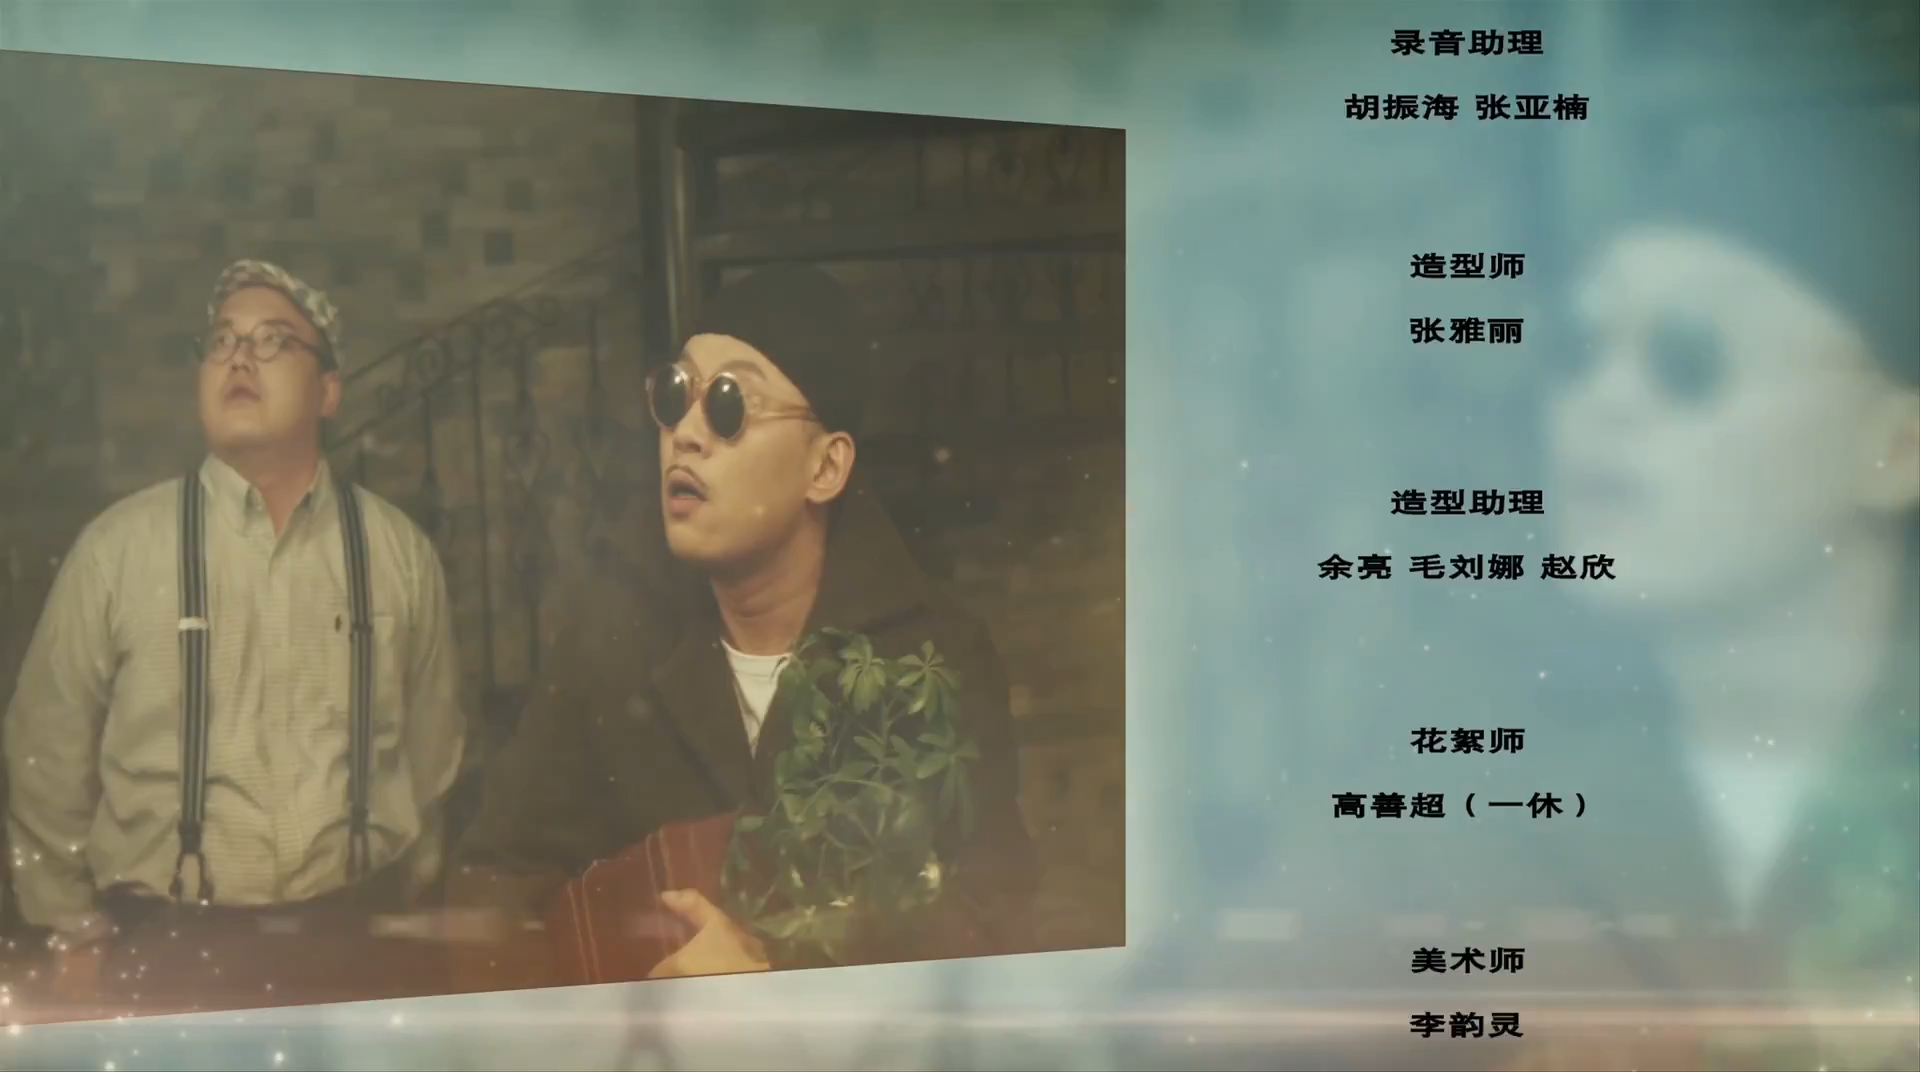 录音助理
胡振海 张亚楠
造型师
张雅丽
造型助理
余亮 毛刘娜 赵欣
花絮师
高善超（一休）
美术师
李韵灵